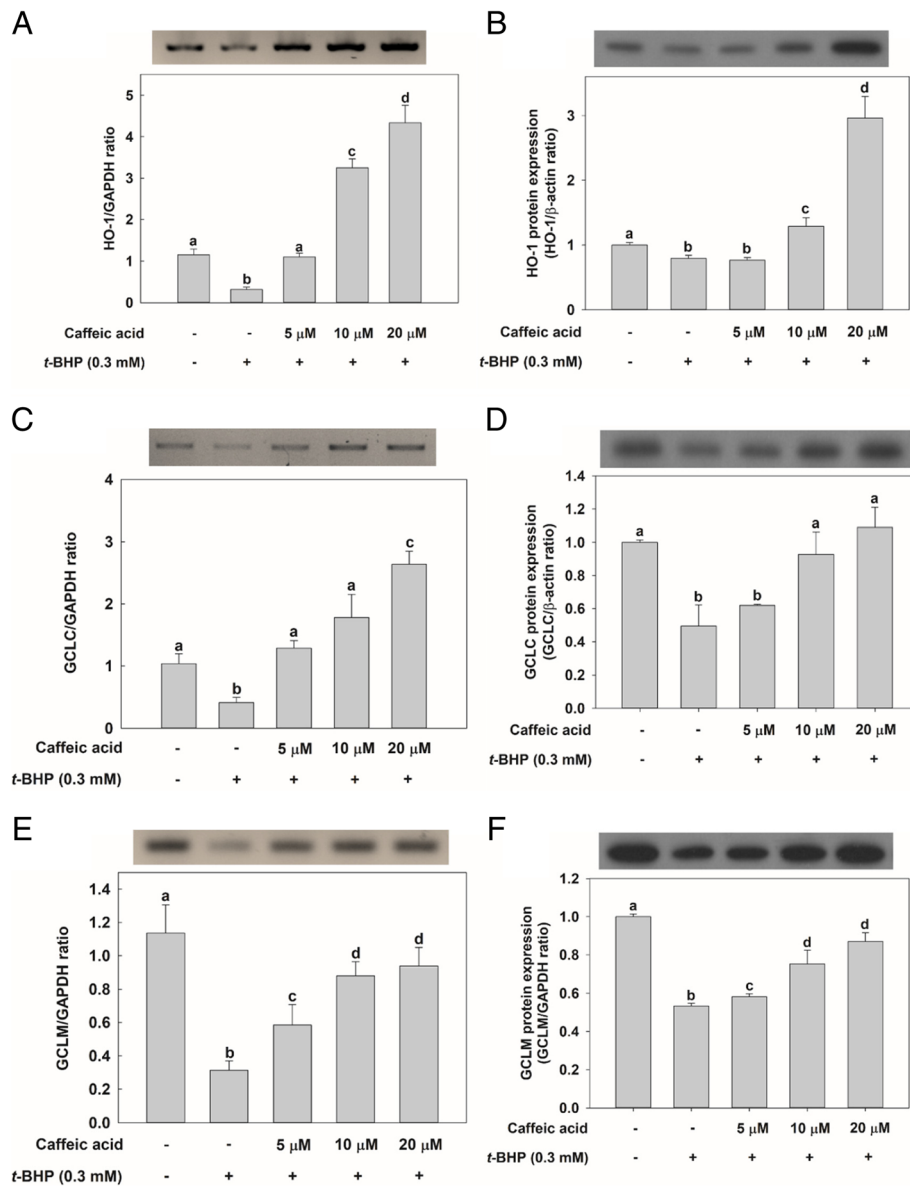 A
HO-1/GAPDH ratio
5
4
3
2
1
0
a
b
a
c
d
Caffeic acid - - 5 μM 10 μM 20 μM
t-BHP (0.3 mM) - + + + +
B
HO-1 protein expression
(HO-1/β-actin ratio)
3
2
1
0
a
b
b
c
d
Caffeic acid - - 5 μM 10 μM 20 μM
t-BHP (0.3 mM) - + + + +
C
GCLC/GAPDH ratio
4
3
2
1
0
a
b
a
a
c
Caffeic acid - - 5 μM 10 μM 20 μM
t-BHP (0.3 mM) - + + + +
D
GCLC protein expression
(GCLC/β-actin ratio)
1.4
1.2
1.0
0.8
0.6
0.4
0.2
0.0
a
b
b
a
a
Caffeic acid - - 5 μM 10 μM 20 μM
t-BHP (0.3 mM) - + + + +
E
GCLM/GAPDH ratio
1.4
1.2
1.0
0.8
0.6
0.4
0.2
0.0
a
b
c
d
d
Caffeic acid - - 5 μM 10 μM 20 μM
t-BHP (0.3 mM) - + + + +
F
GCLM protein expression
(GCLM/GAPDH ratio)
1.2
1.0
0.8
0.6
0.4
0.2
0.0
a
b
c
d
d
Caffeic acid - - 5 μM 10 μM 20 μM
t-BHP (0.3 mM) - + + + +